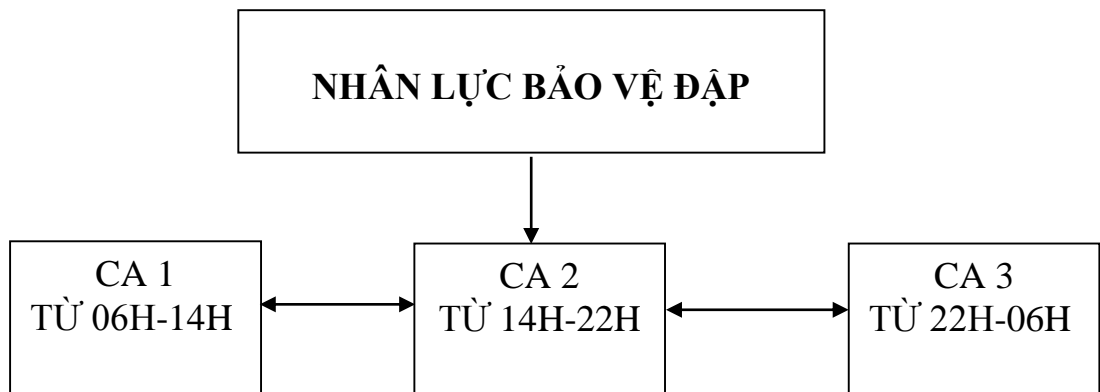 NHÂN LỰC BẢO VỆ ĐẬP
CA 1
TỪ 06H-14H
CA 2
TỪ 14H-22H
CA 3
TỪ 22H-06H